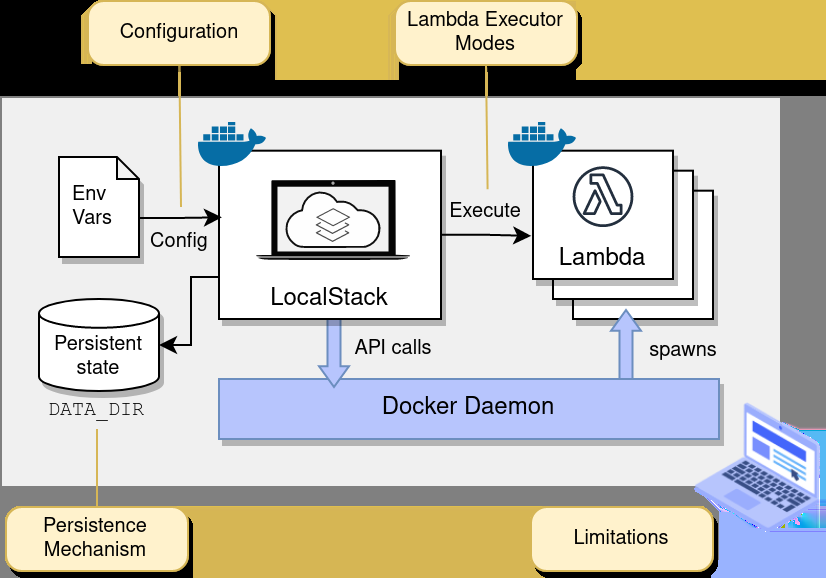 Configuration
Lambda Executor
Modes
Env
Vars
Config
LocalStack
Execute
Lambda
Persistent
state
DATA_DIR
API calls
spawns
Docker Daemon
Persistence
Mechanism
Limitations